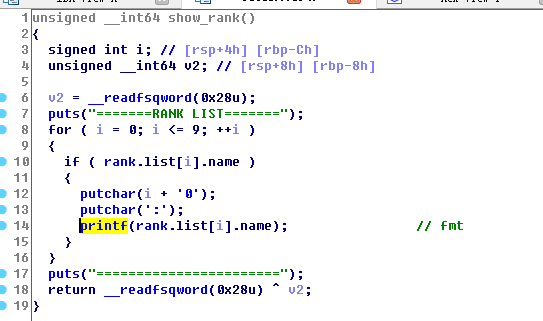 1 unsigned __int64 show_rank()
2 {
3 signed int i; // [rsp+4h] [rbp-Ch]
4 unsigned __int64 v2; // [rsp+8h] [rbp-8h]
5
6 v2 = __readfsqword(0x28u);
7 puts("=======RANK LIST=======");
8 for ( i = 0; i <= 9; ++i )
9 {
10 if ( rank.list[i].name )
11 {
12 putchar(i + '0');
13 putchar(':');
14 printf(rank.list[i].name); // fmt
15 }
16 }
17 puts("=======================");
18 return __readfsqword(0x28u) ^ v2;
19 }